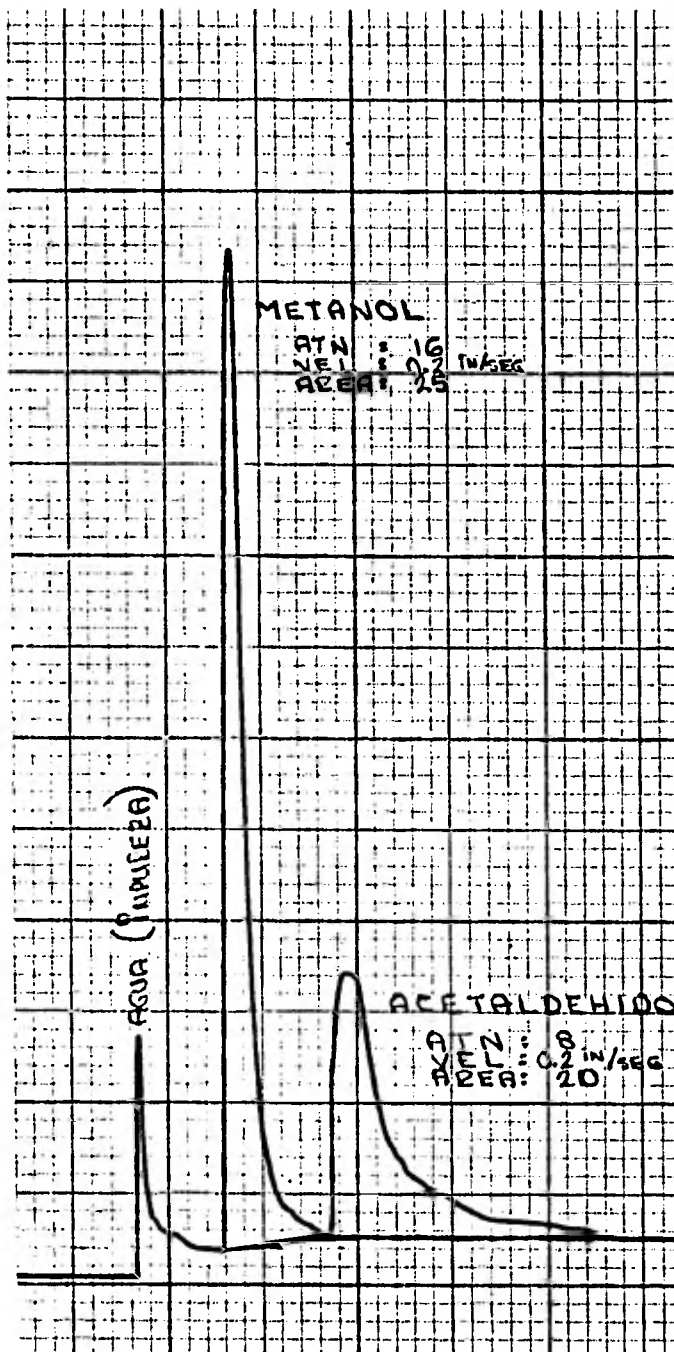 METANOL
ATN : 16
VEL : 0.2 IN/SEG
AREA: 25
AGUA (IMPUREZA)
ACETALDEHIDO
ATN : 8
VEL : 0.2 IN/SEG
AREA: 20